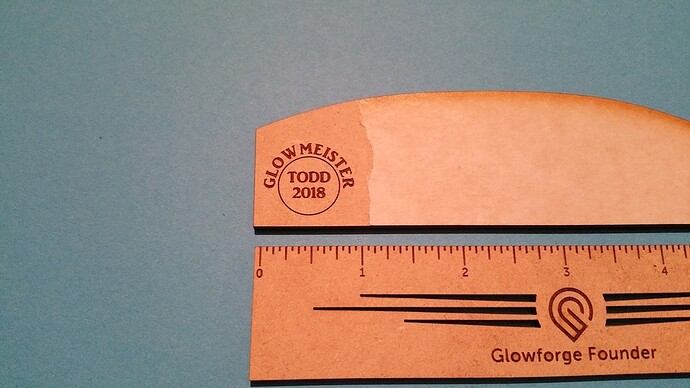 GLOWMEISTER
TODD
2018
0 1 2 3 4
Glowforge Founder